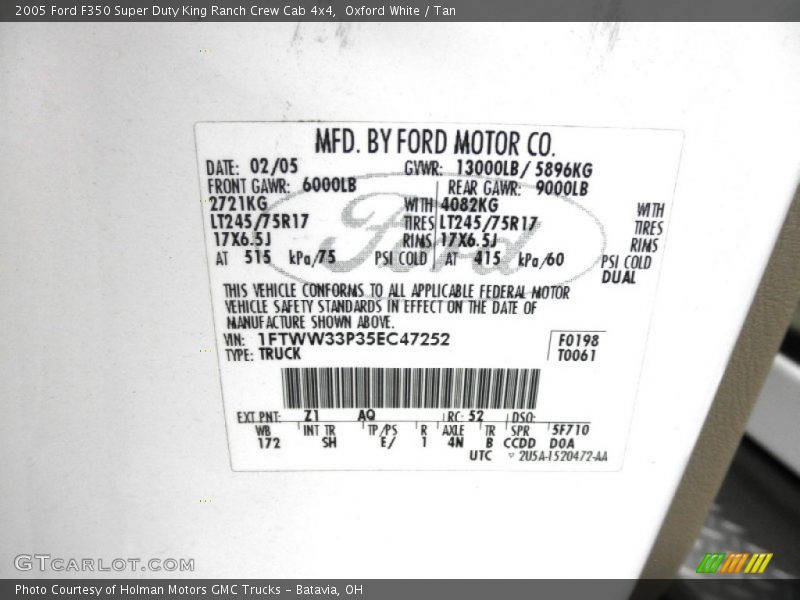 2005 Ford F350 Super Duty King Ranch Crew Cab 4x4, Oxford White / Tan
MFD. BY FORD MOTOR CO.
DATE: 02/05 GVWR: 13000LB/ 5896KG
FRONT GAWR: 6000LB REAR GAWR: 9000LB
2721KG WITH 4082KG WITH
LT245/75R17 TIRES LT245/75R17 TIRES
17X6.5J RIMS 17X6.5J RIMS
AT 515 kPa/75 PSI COLD AT 415 kPa/60 PSI COLD
DUAL
Ford
THIS VEHICLE CONFORMS TO ALL APPLICABLE FEDERAL MOTOR
VEHICLE SAFETY STANDARDS IN EFFECT ON THE DATE OF
MANUFACTURE SHOWN ABOVE.
VIN: 1FTWW33P35EC47252 F0198
TYPE: TRUCK T0061
EXT PNT: Z1 AQ RC: 52 DSO:
WB INT TR TP/PS R AXLE TR SPR 5F710
172 SH E/ 1 4N B CCDD DOA
UTC ▽ 2U5A-1520472-AA
GTCARLOT.COM
Photo Courtesy of Holman Motors GMC Trucks - Batavia, OH